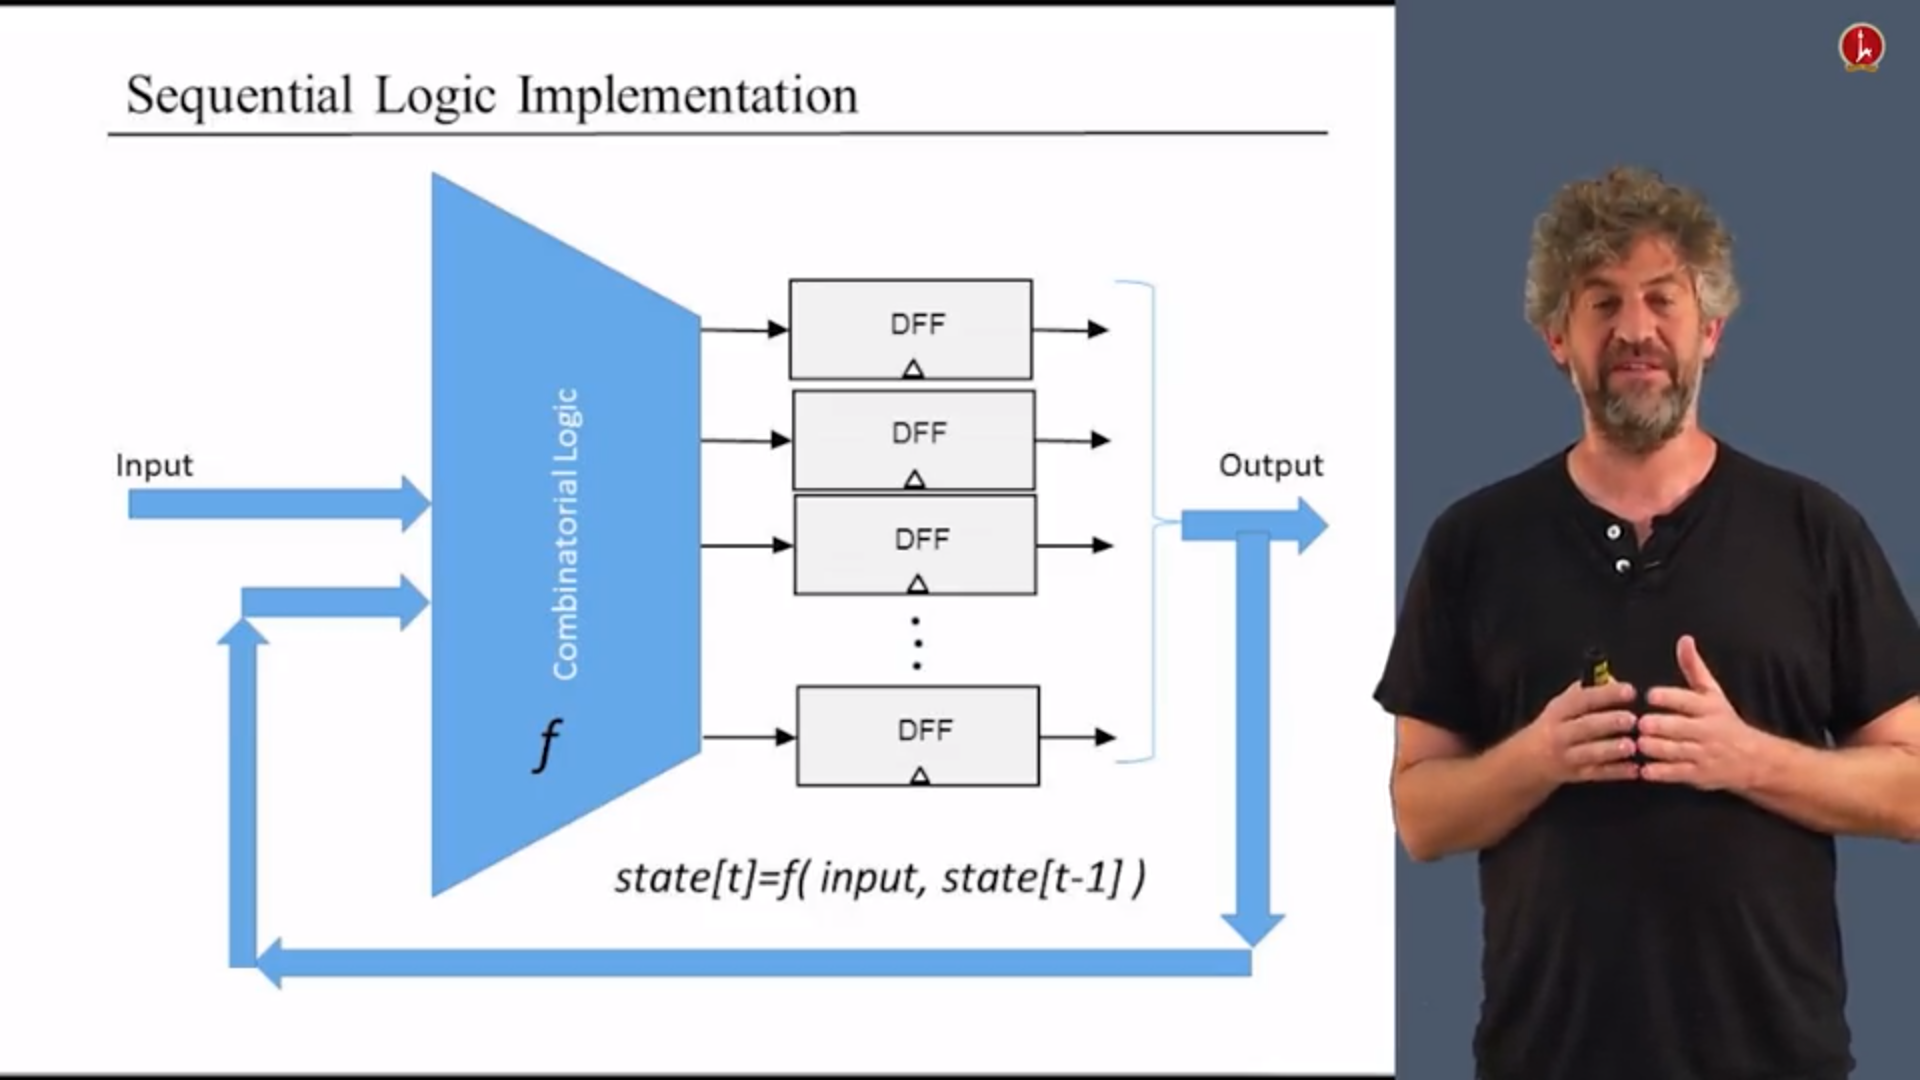 Sequential Logic Implementation
Input
Combinatorial Logic
f
DFF
DFF
DFF
DFF
Output
state[t]=f( input, state[t-1] )